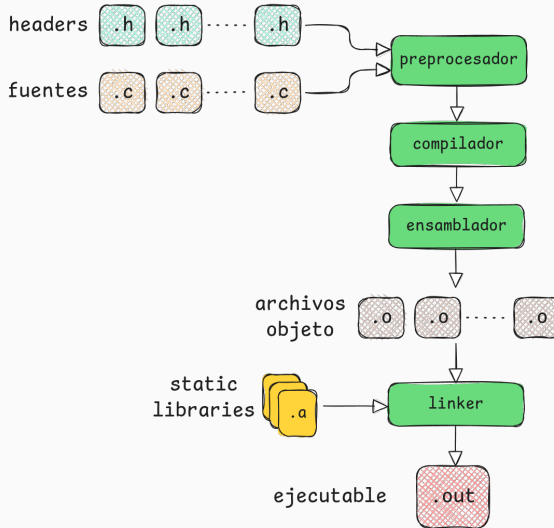 headers .h .h ..... .h
fuentes .c .c ..... .c
preprocesador
compilador
ensamblador
archivos
objeto
.o .o ..... .o
static
libraries
.a
linker
ejecutable .out